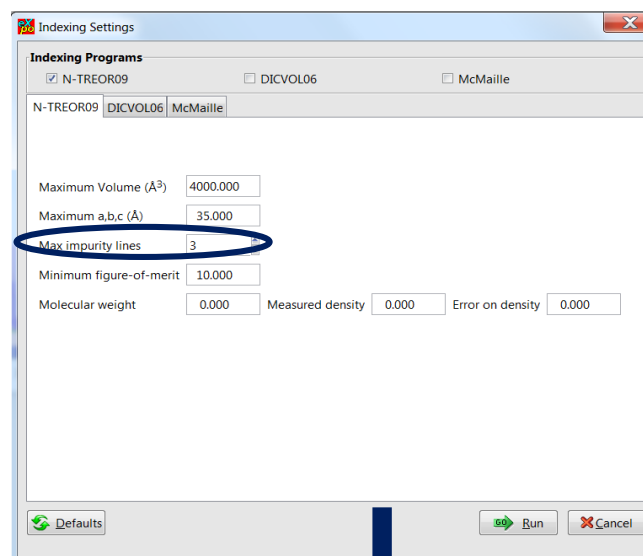 Indexing Settings
Indexing Programs
N-TREOR09 DICVOL06 McMaille
N-TREOR09 DICVOL06 McMaille
Maximum Volume (Å³) 4000.000
Maximum a,b,c (Å) 35.000
Max impurity lines 3
Minimum figure-of-merit 10.000
Molecular weight 0.000 Measured density 0.000 Error on density 0.000
Defaults GO Run Cancel